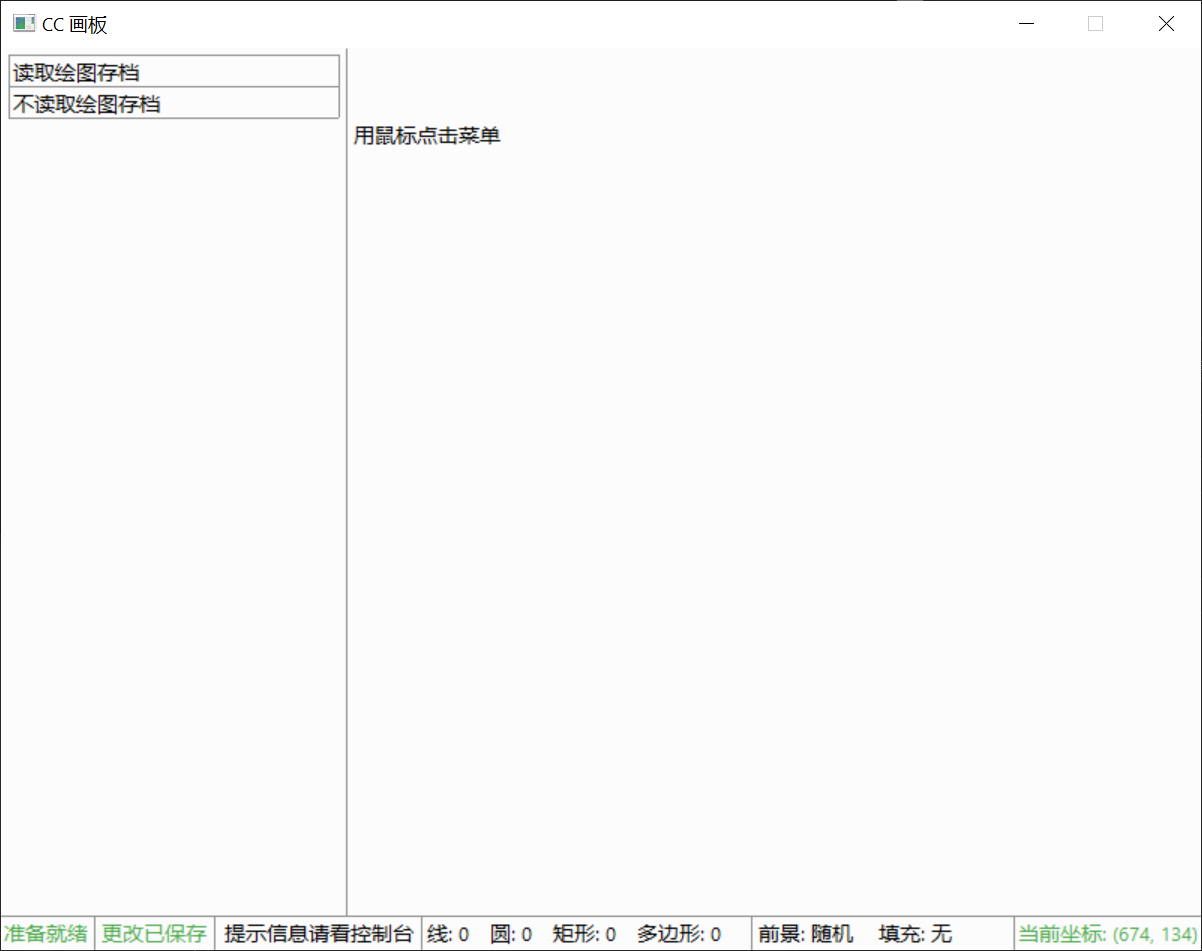 CC 画板
读取绘图存档
不读取绘图存档
用鼠标点击菜单
准备就绪 更改已保存 提示信息请看控制台 线: 0 圆: 0 矩形: 0 多边形: 0 前景: 随机 填充: 无 当前坐标: (674, 134)